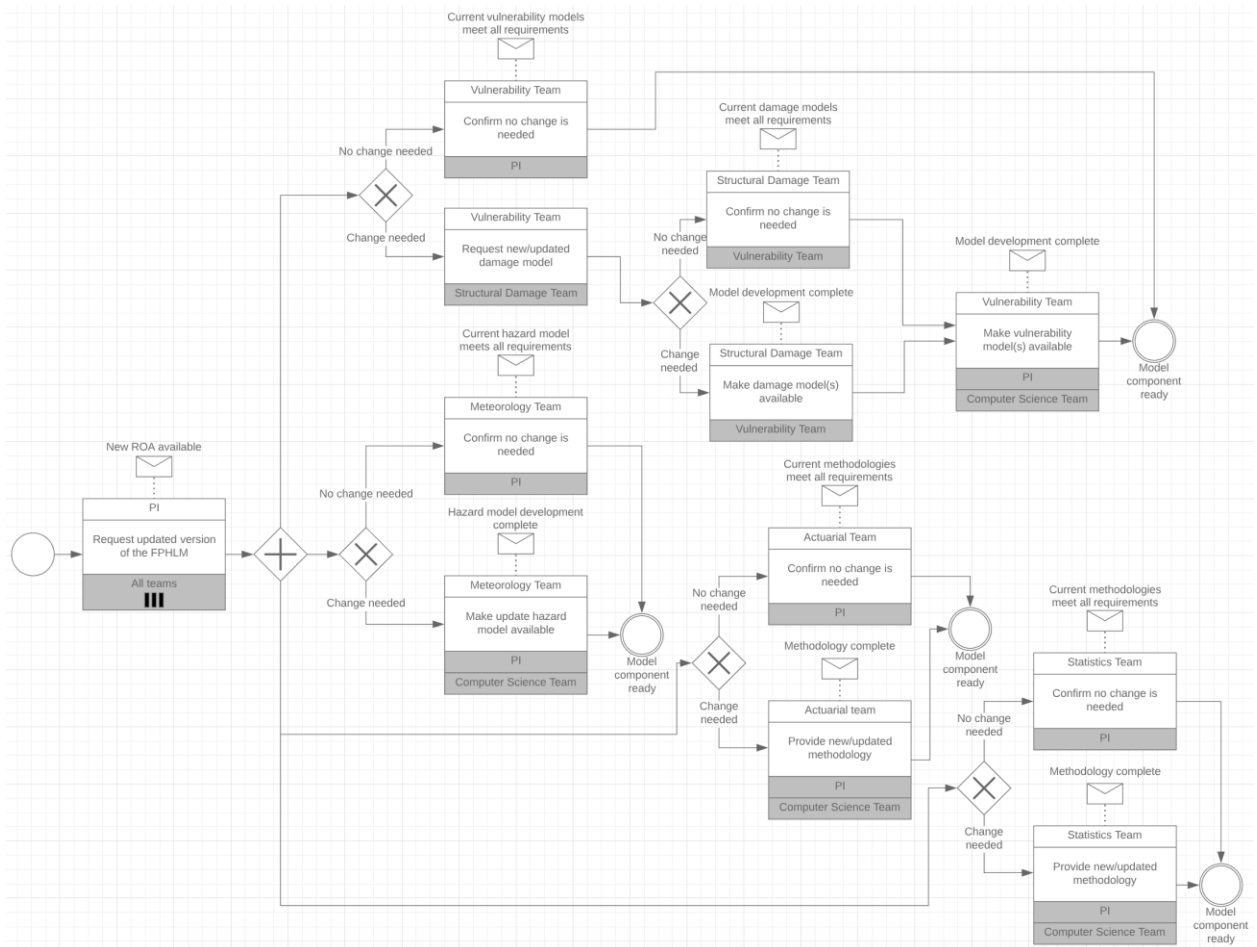 Current vulnerability models
meet all requirements
Vulnerability Team
Confirm no change is
needed
PI
No change needed
Change needed
Vulnerability Team
Request new/updated
damage model
Structural Damage Team
Current damage models
meet all requirements
Structural Damage Team
Confirm no change is
needed
Vulnerability Team
No change
needed
Change
needed
Model development complete
Structural Damage Team
Make damage model(s)
available
Vulnerability Team
Model development complete
Vulnerability Team
Make vulnerability
model(s) available
PI
Computer Science Team
Model
component
ready
Current hazard model
meets all requirements
Meteorology Team
Confirm no change is
needed
PI
New ROA available
PI
Request updated version
of the FPHLM
All teams
No change needed
Change needed
Hazard model development
complete
Meteorology Team
Make update hazard
model available
PI
Computer Science Team
Model
component
ready
Current methodologies
meet all requirements
Actuarial Team
Confirm no change is
needed
PI
No change
needed
Change
needed
Methodology complete
Actuarial team
Provide new/updated
methodology
PI
Computer Science Team
Model
component
ready
Current methodologies
meet all requirements
Statistics Team
Confirm no change is
needed
PI
No change
needed
Change
needed
Methodology complete
Statistics Team
Provide new/updated
methodology
PI
Computer Science Team
Model
component
ready